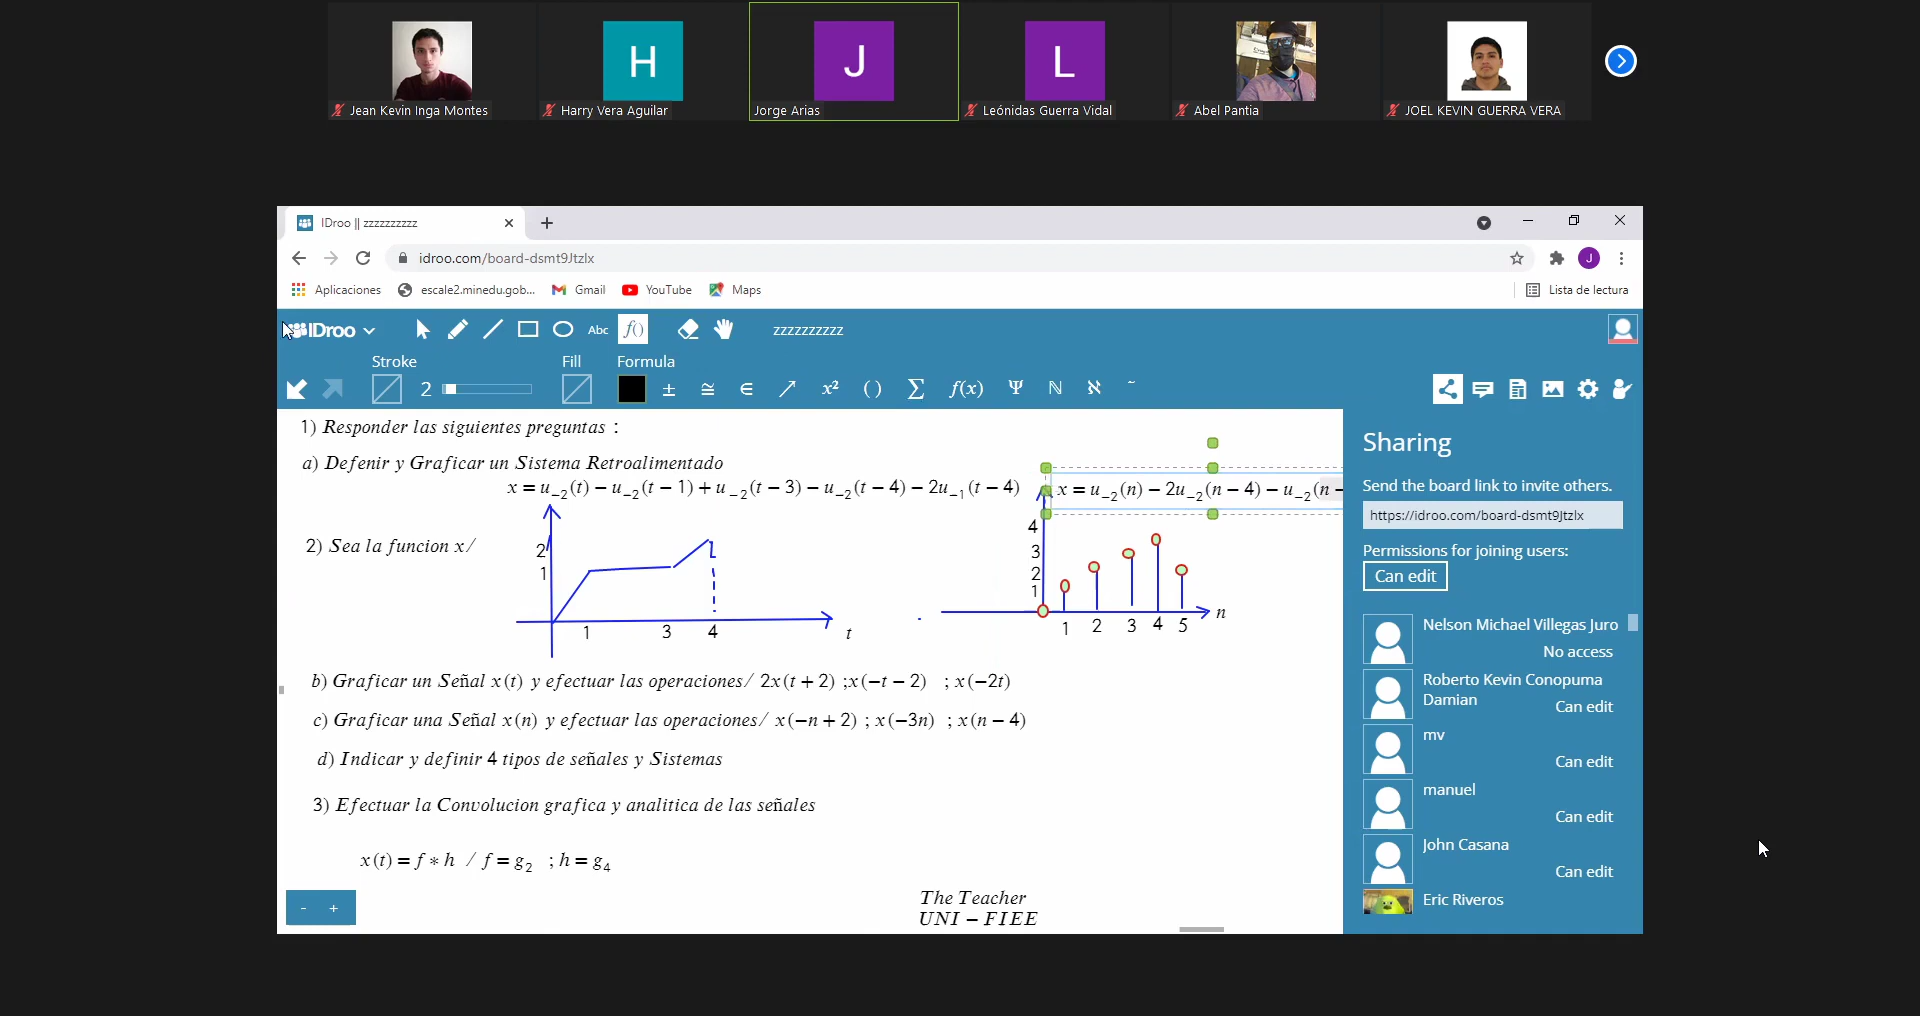 H
J
L
Jean Kevin Inga Montes
Harry Vera Aguilar
Jorge Arias
Leónidas Guerra Vidal
Abel Pantia
JOEL KEVIN GUERRA VERA
IDroo || zzzzzzzzzz
idroo.com/board-dsmt9Jtzlx
J
Aplicaciones
escale2.minedu.gob...
Gmail
YouTube
Maps
Lista de lectura
IDroo
Abc
f()
zzzzzzzzzz
Stroke
Fill
Formula
2
± ≅ ∈ x² ( ) ∑ f(x) Ψ ℕ ℵ ~
1) Responder las siguientes preguntas :
a) Defenir y Graficar un Sistema Retroalimentado
x = u₋₂(t) − u₋₂(t − 1) + u₋₂(t − 3) − u₋₂(t − 4) − 2u₋₁(t − 4)
x = u₋₂(n) − 2u₋₂(n − 4) − u₋₂(n −
2) Sea la funcion x/
2
1
1 3 4 t
4
3
2
1
1 2 3 4 5 n
b) Graficar un Señal x(t) y efectuar las operaciones/ 2x(t + 2) ;x(−t − 2) ; x(−2t)
c) Graficar una Señal x(n) y efectuar las operaciones/ x(−n + 2) ; x(−3n) ; x(n − 4)
d) Indicar y definir 4 tipos de señales y Sistemas
3) Efectuar la Convolucion grafica y analitica de las señales
x(t) = f ∗ h / f = g₂ ; h = g₄
The Teacher
UNI − FIEE
- +
Sharing
Send the board link to invite others.
https://idroo.com/board-dsmt9Jtzlx
Permissions for joining users:
Can edit
Nelson Michael Villegas Juro
No access
Roberto Kevin Conopuma
Damian
Can edit
mv
Can edit
manuel
Can edit
John Casana
Can edit
Eric Riveros